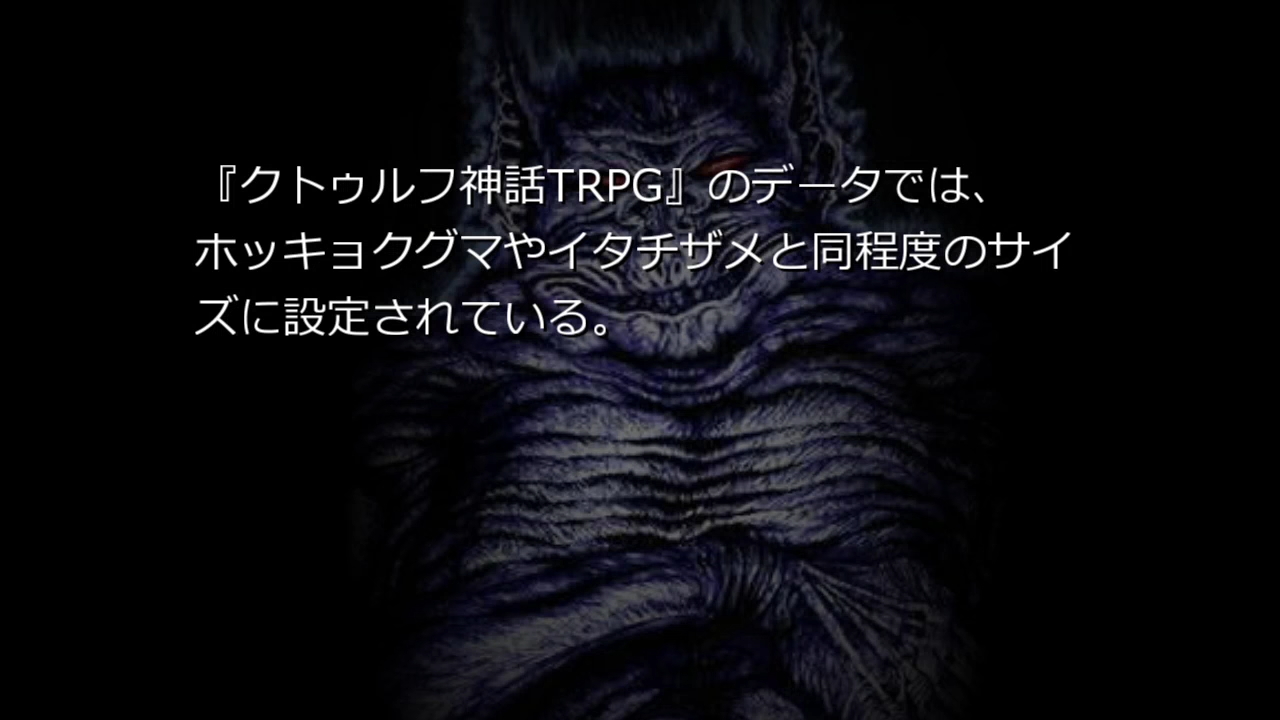 『クトゥルフ神話TRPG』のデータでは、
ホッキョクグマやイタチザメと同程度のサイ
ズに設定されている。